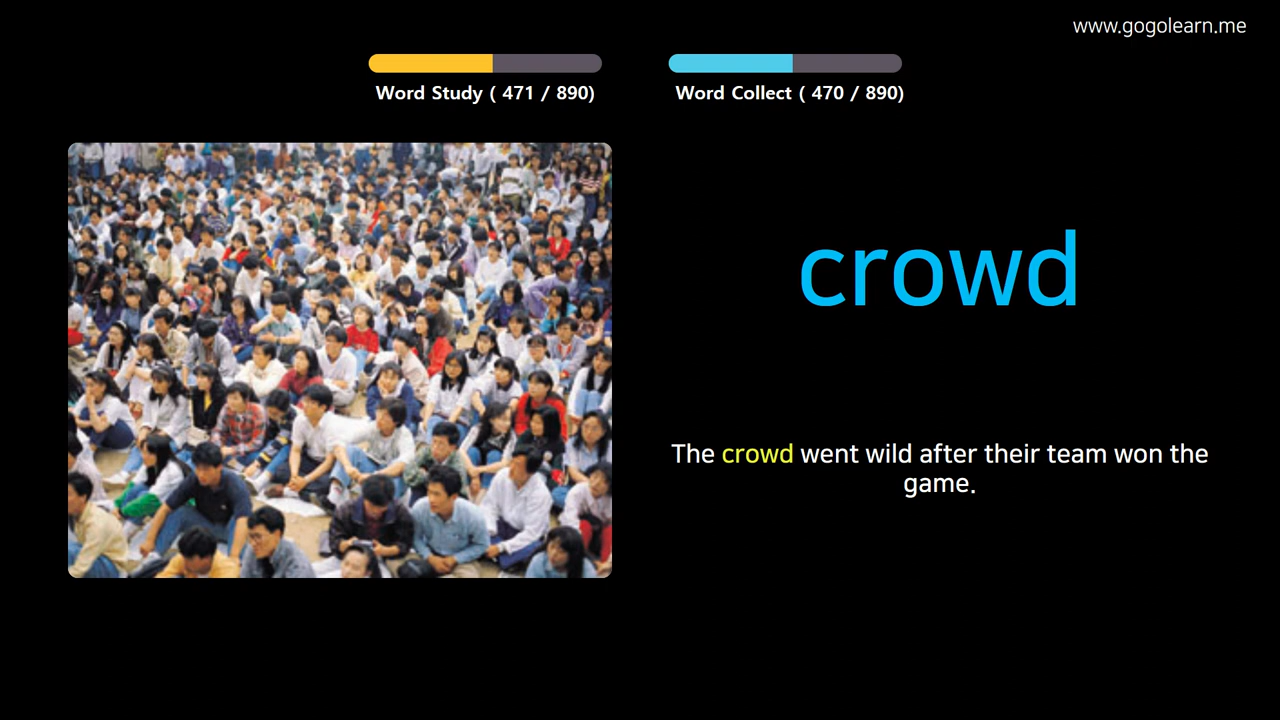 www.gogolearn.me
Word Study ( 471 / 890)
Word Collect ( 470 / 890)
crowd
The crowd went wild after their team won the
game.